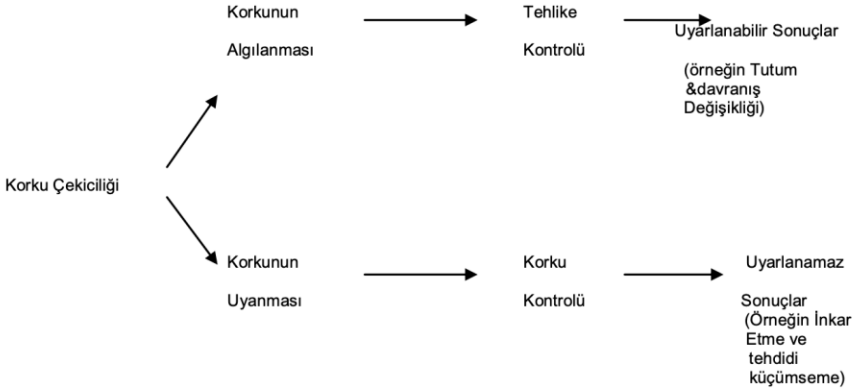 Korkunun
Algılanması
Tehlike
Kontrolü
Uyarlanabilir Sonuçlar
(örneğin Tutum
&davranış
Değişikliği)
Korku Çekiciliği
Korkunun
Uyanması
Korku
Kontrolü
Uyarlanamaz
Sonuçlar
(Örneğin İnkar
Etme ve
tehdidi
küçümseme)